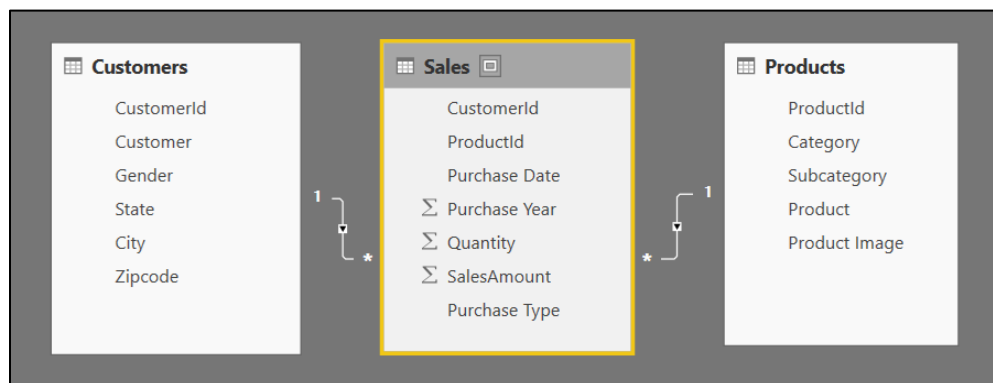 Customers
CustomerId
Customer
Gender
State
City
Zipcode
1
*
Sales
CustomerId
ProductId
Purchase Date
Σ Purchase Year
Σ Quantity
Σ SalesAmount
Purchase Type
*
1
Products
ProductId
Category
Subcategory
Product
Product Image